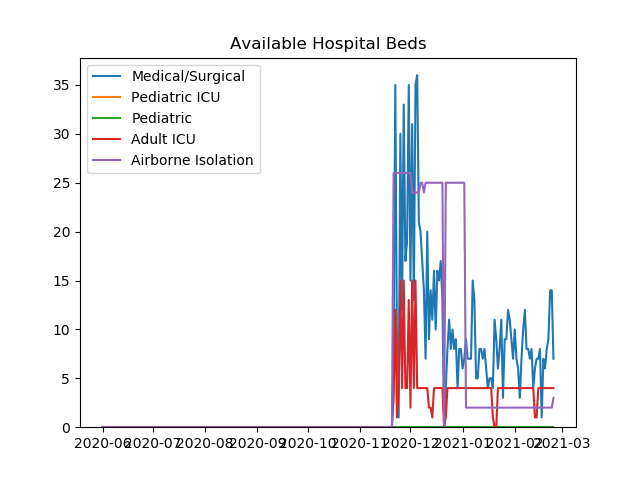 Available Hospital Beds
Medical/Surgical
Pediatric ICU
Pediatric
Adult ICU
Airborne Isolation
35
30
25
20
15
10
5
0
2020-06 2020-07 2020-08 2020-09 2020-10 2020-11 2020-12 2021-01 2021-02 2021-03